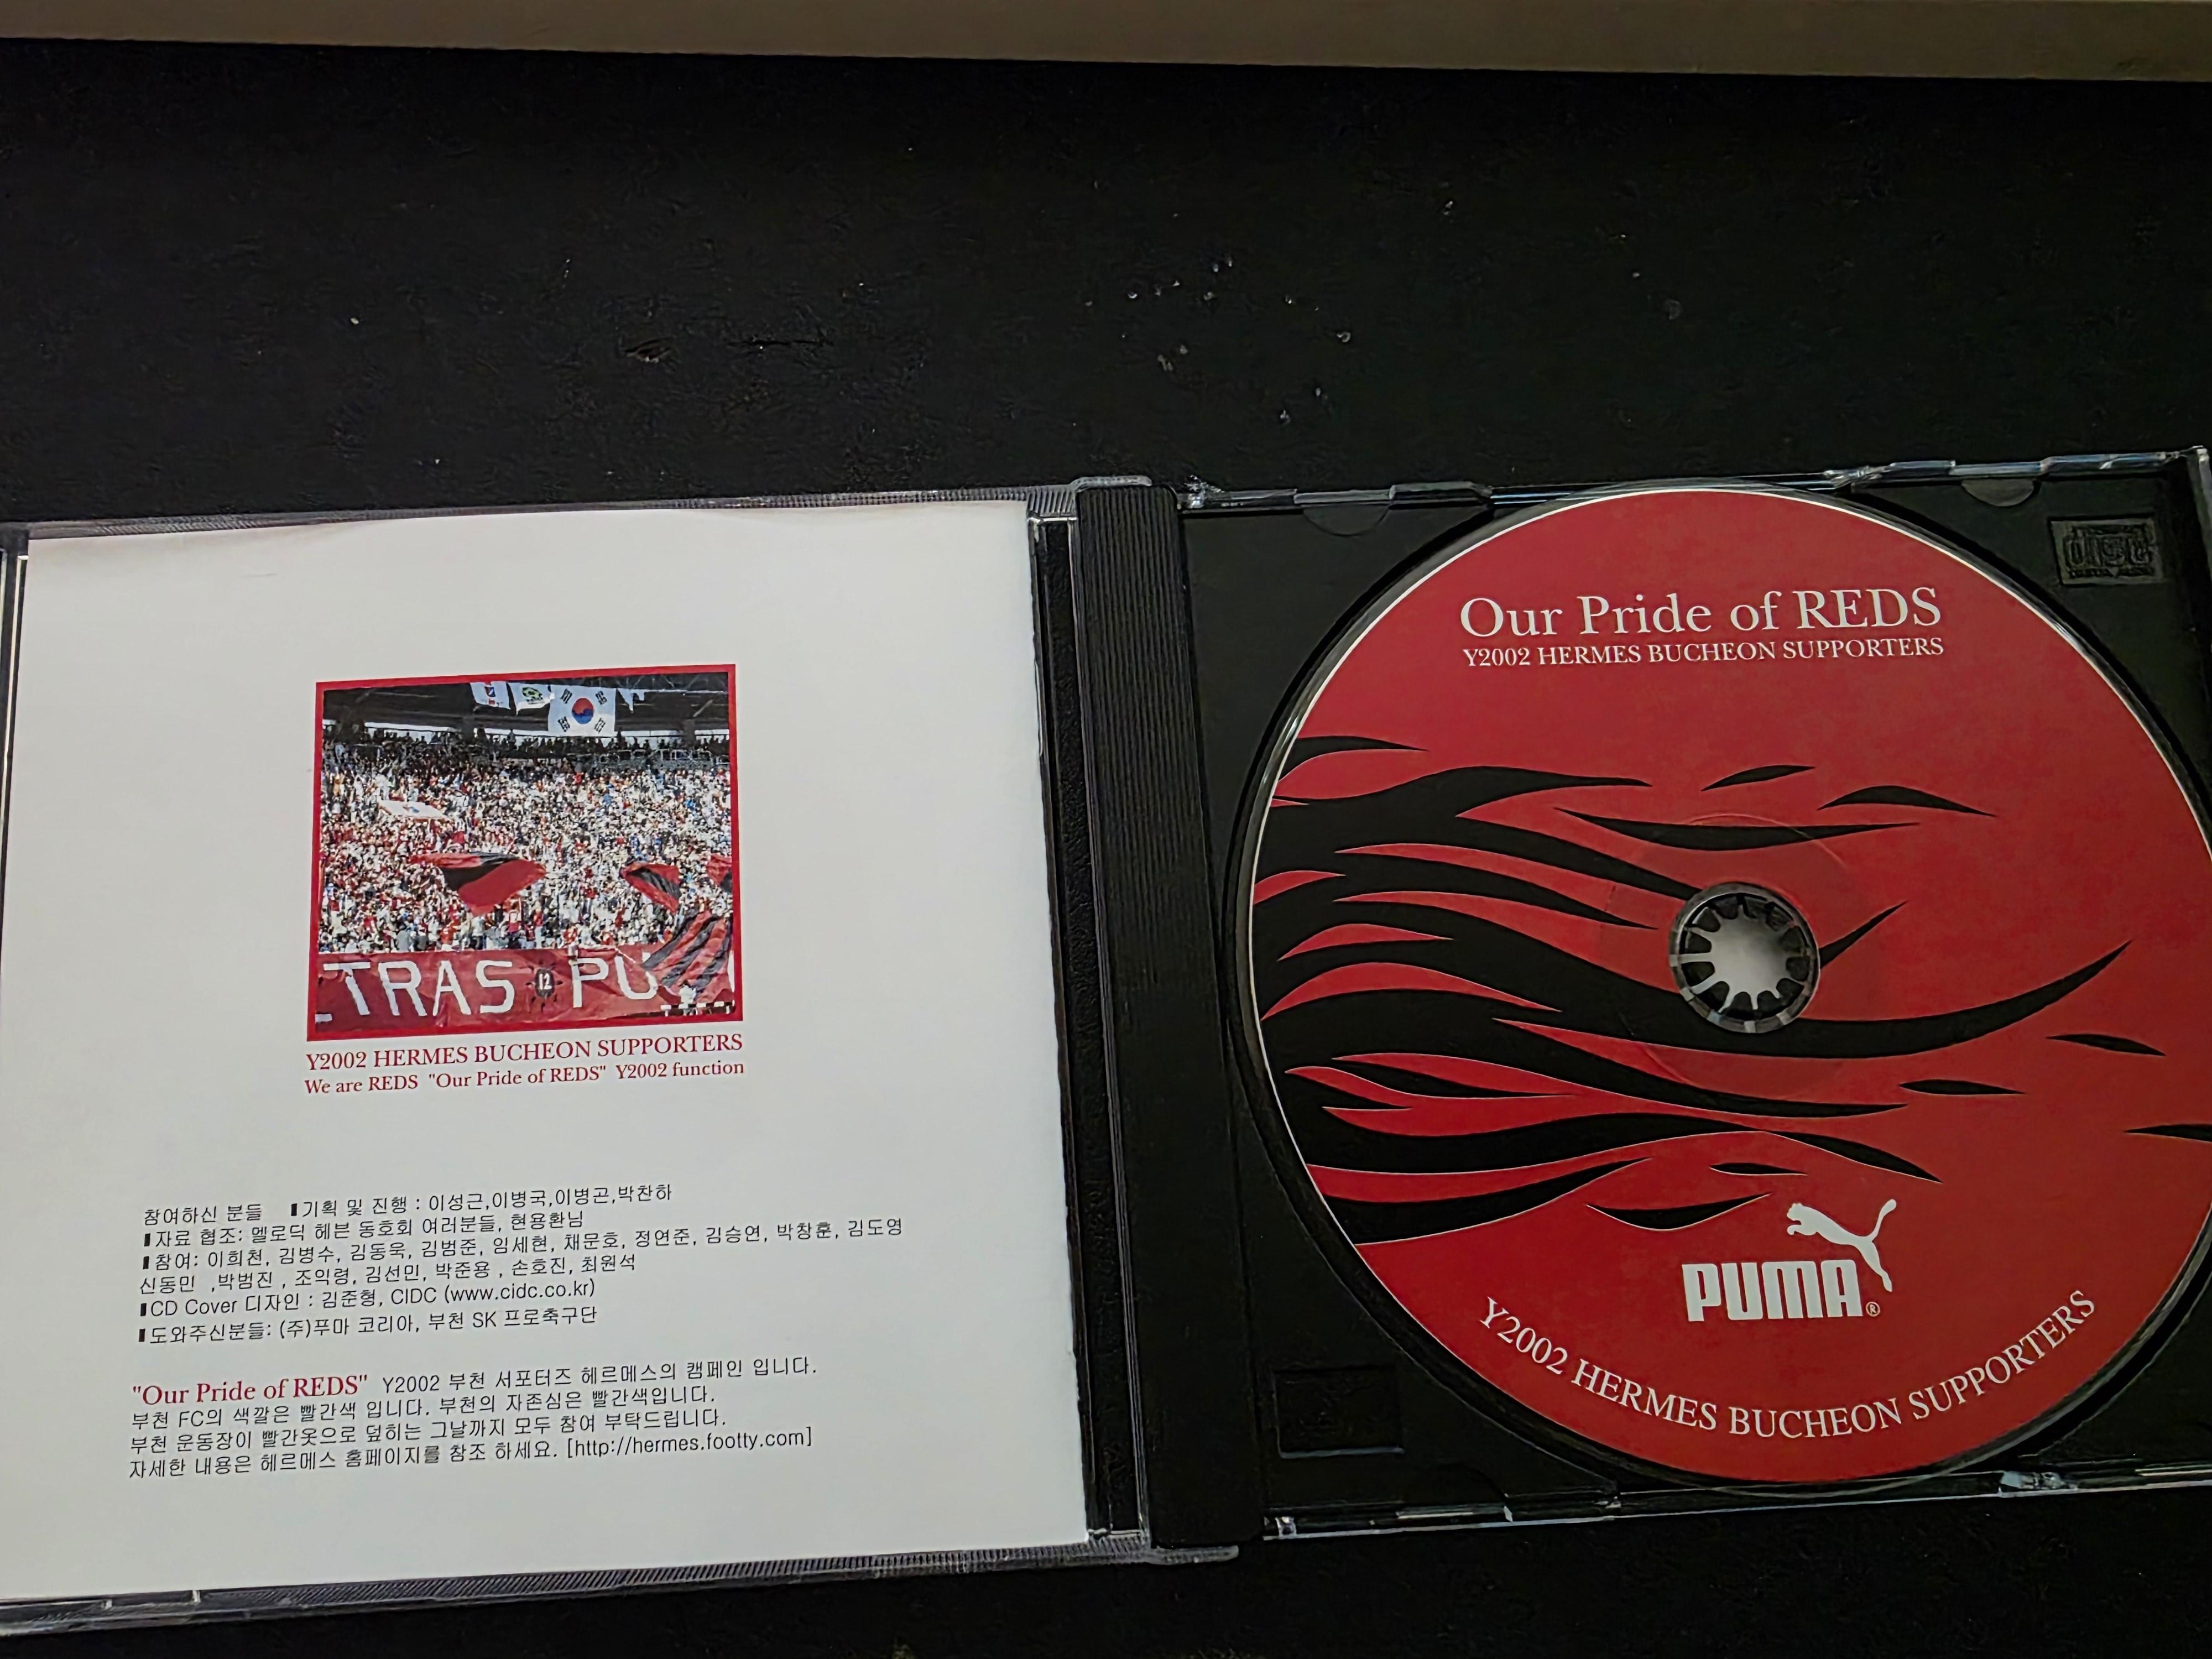 TRAS 12 PU
Y2002 HERMES BUCHEON SUPPORTERS
We are REDS "Our Pride of REDS" Y2002 function
참여하신 분들 ▮기획 및 진행 : 이성근,이병국,이병곤,박찬하
▮자료 협조: 멜로딕 헤븐 동호회 여러분들, 현용환님
▮참여: 이희천, 김병수, 김동욱, 김범준, 임세현, 채문호, 정연준, 김승연, 박창훈, 김도영
신동민 ,박범진 , 조익령, 김선민, 박준용 , 손호진, 최원석
▮CD Cover 디자인 : 김준형, CIDC (www.cidc.co.kr)
▮도와주신분들: (주)푸마 코리아, 부천 SK 프로축구단
"Our Pride of REDS" Y2002 부천 서포터즈 헤르메스의 캠페인 입니다.
부천 FC의 색깔은 빨간색 입니다. 부천의 자존심은 빨간색입니다.
부천 운동장이 빨간옷으로 덮히는 그날까지 모두 참여 부탁드립니다.
자세한 내용은 헤르메스 홈페이지를 참조 하세요. [http://hermes.footty.com]
Our Pride of REDS
Y2002 HERMES BUCHEON SUPPORTERS
PUMA®
Y2002 HERMES BUCHEON SUPPORTERS
disc